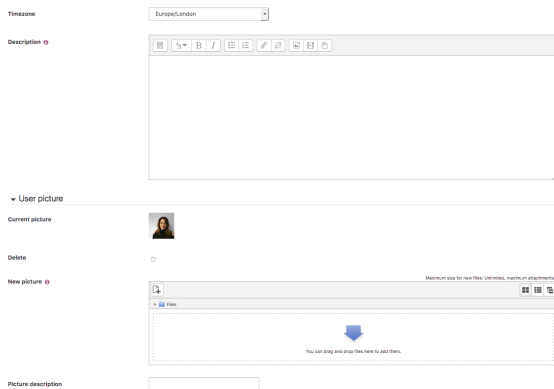 Timezone
Europe/London
Description
B I
User picture
Current picture
Delete
New picture
Maximum size for new files: Unlimited, maximum attachments
Files
You can drag and drop files here to add them.
Picture description